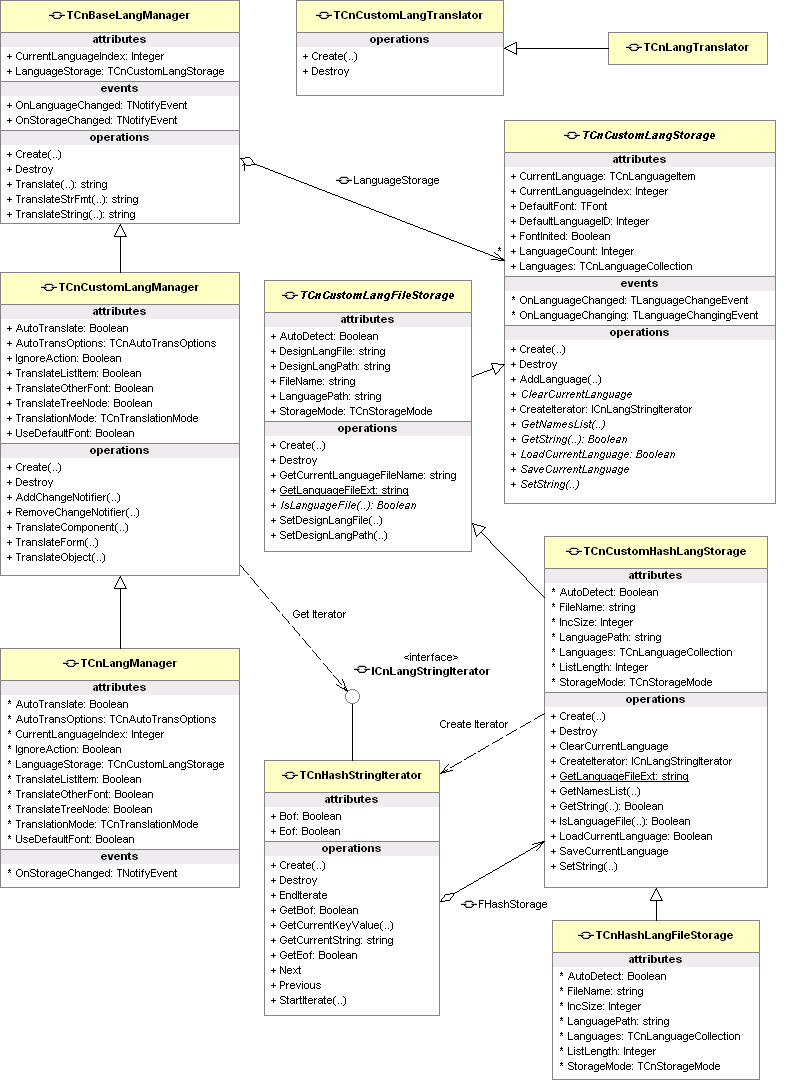 TCnBaseLangManager
attributes
+ CurrentLanguageIndex: Integer
+ LanguageStorage: TCnCustomLangStorage
events
+ OnLanguageChanged: TNotifyEvent
+ OnStorageChanged: TNotifyEvent
operations
+ Create(..)
+ Destroy
+ Translate(..): string
+ TranslateStrFmt(..): string
+ TranslateString(..): string
TCnCustomLangTranslator
operations
+ Create(..)
+ Destroy
TCnLangTranslator
LanguageStorage
*
TCnCustomLangStorage
attributes
+ CurrentLanguage: TCnLanguageItem
+ CurrentLanguageIndex: Integer
+ DefaultFont: TFont
+ DefaultLanguageID: Integer
+ FontInited: Boolean
+ LanguageCount: Integer
+ Languages: TCnLanguageCollection
events
* OnLanguageChanged: TLanguageChangeEvent
* OnLanguageChanging: TLanguageChangingEvent
operations
+ Create(..)
+ Destroy
+ AddLanguage(..)
+ ClearCurrentLanguage
+ CreateIterator: ICnLangStringIterator
+ GetNamesList(..)
+ GetString(..): Boolean
+ LoadCurrentLanguage: Boolean
+ SaveCurrentLanguage
+ SetString(..)
TCnCustomLangManager
attributes
+ AutoTranslate: Boolean
+ AutoTransOptions: TCnAutoTransOptions
+ IgnoreAction: Boolean
+ TranslateListItem: Boolean
+ TranslateOtherFont: Boolean
+ TranslateTreeNode: Boolean
+ TranslationMode: TCnTranslationMode
+ UseDefaultFont: Boolean
operations
+ Create(..)
+ Destroy
+ AddChangeNotifier(..)
+ RemoveChangeNotifier(..)
+ TranslateComponent(..)
+ TranslateForm(..)
+ TranslateObject(..)
TCnCustomLangFileStorage
attributes
+ AutoDetect: Boolean
+ DesignLangFile: string
+ DesignLangPath: string
+ FileName: string
+ LanguagePath: string
+ StorageMode: TCnStorageMode
operations
+ Create(..)
+ Destroy
+ GetCurrentLanguageFileName: string
+ GetLanguageFileExt: string
+ IsLanguageFile(..): Boolean
+ SetDesignLangFile(..)
+ SetDesignLangPath(..)
Get Iterator
<interface>
ICnLangStringIterator
Create Iterator
TCnCustomHashLangStorage
attributes
* AutoDetect: Boolean
* FileName: string
* IncSize: Integer
* LanguagePath: string
* Languages: TCnLanguageCollection
* ListLength: Integer
* StorageMode: TCnStorageMode
operations
+ Create(..)
+ Destroy
+ ClearCurrentLanguage
+ CreateIterator: ICnLangStringIterator
+ GetLanguageFileExt: string
+ GetNamesList(..)
+ GetString(..): Boolean
+ IsLanguageFile(..): Boolean
+ LoadCurrentLanguage: Boolean
+ SaveCurrentLanguage
+ SetString(..)
TCnLangManager
attributes
* AutoTranslate: Boolean
* AutoTransOptions: TCnAutoTransOptions
* CurrentLanguageIndex: Integer
* IgnoreAction: Boolean
* LanguageStorage: TCnCustomLangStorage
* TranslateListItem: Boolean
* TranslateOtherFont: Boolean
* TranslateTreeNode: Boolean
* TranslationMode: TCnTranslationMode
* UseDefaultFont: Boolean
events
* OnStorageChanged: TNotifyEvent
TCnHashStringIterator
attributes
+ Bof: Boolean
+ Eof: Boolean
operations
+ Create(..)
+ Destroy
+ EndIterate
+ GetBof: Boolean
+ GetCurrentKeyValue(..)
+ GetCurrentString: string
+ GetEof: Boolean
+ Next
+ Previous
+ StartIterate(..)
FHashStorage
TCnHashLangFileStorage
attributes
* AutoDetect: Boolean
* FileName: string
* IncSize: Integer
* LanguagePath: string
* Languages: TCnLanguageCollection
* ListLength: Integer
* StorageMode: TCnStorageMode